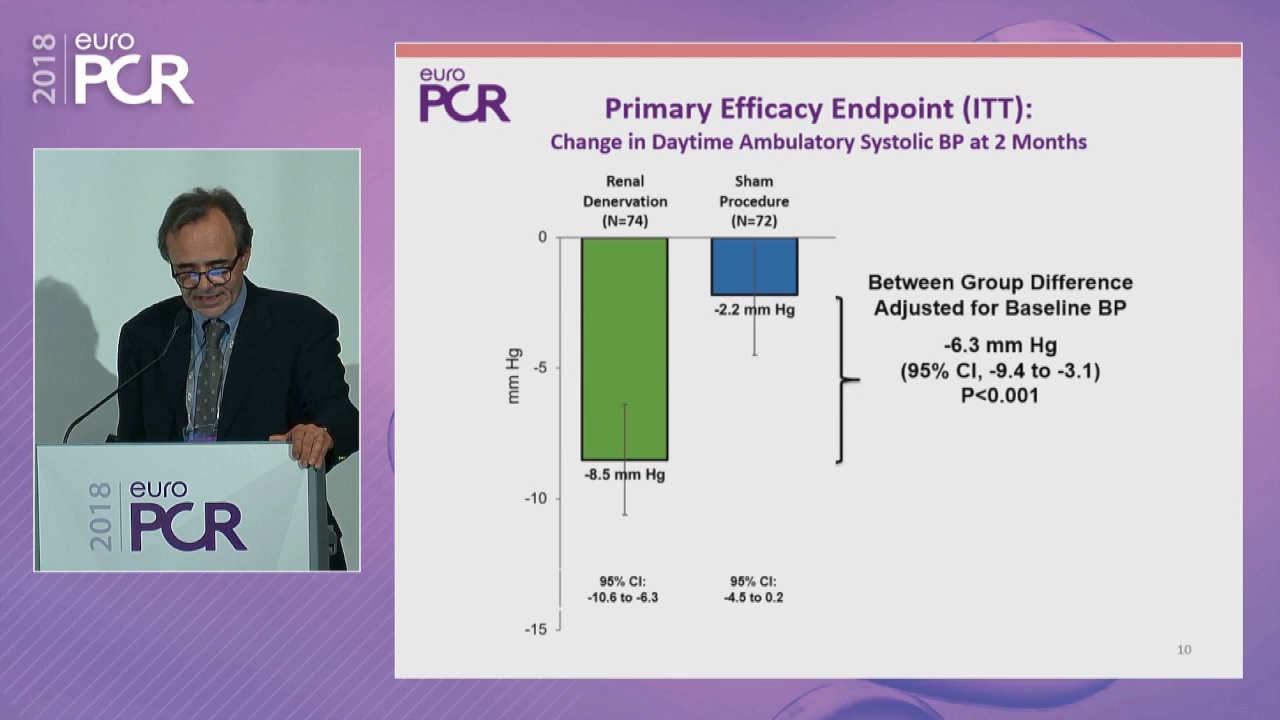 2018
euro
PCR
2018
euro
PCR
euro
PCR
Primary Efficacy Endpoint (ITT):
Change in Daytime Ambulatory Systolic BP at 2 Months
Renal
Denervation
(N=74)
Sham
Procedure
(N=72)
0
-5
-10
-15
mm Hg
-8.5 mm Hg
-2.2 mm Hg
95% CI:
-10.6 to -6.3
95% CI:
-4.5 to 0.2
Between Group Difference
Adjusted for Baseline BP
-6.3 mm Hg
(95% CI, -9.4 to -3.1)
P<0.001
10